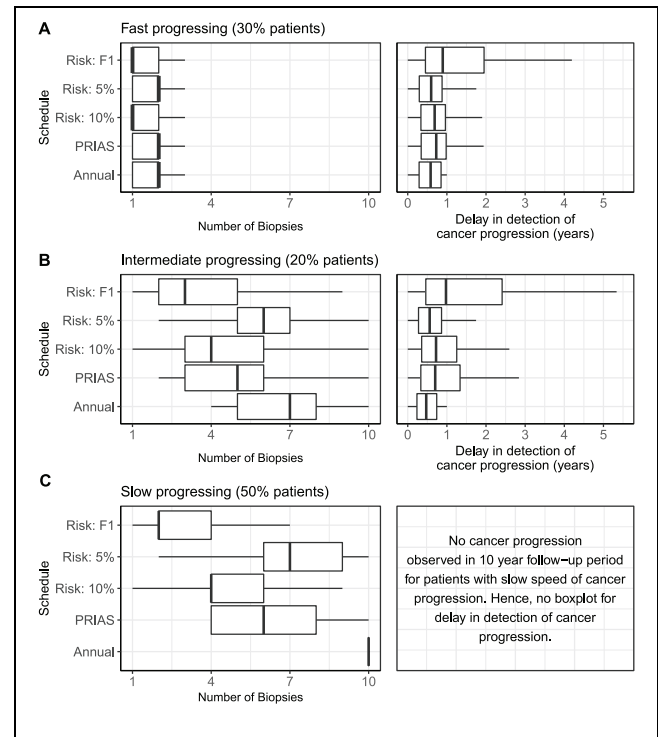 A
Fast progressing (30% patients)
Schedule
Risk: F1
Risk: 5%
Risk: 10%
PRIAS
Annual
1 4 7 10
Number of Biopsies
0 1 2 3 4 5
Delay in detection of
cancer progression (years)
B
Intermediate progressing (20% patients)
Schedule
Risk: F1
Risk: 5%
Risk: 10%
PRIAS
Annual
1 4 7 10
Number of Biopsies
0 1 2 3 4 5
Delay in detection of
cancer progression (years)
C
Slow progressing (50% patients)
Schedule
Risk: F1
Risk: 5%
Risk: 10%
PRIAS
Annual
1 4 7 10
Number of Biopsies
No cancer progression
observed in 10 year follow−up period
for patients with slow speed of cancer
progression. Hence, no boxplot for
delay in detection of cancer
progression.